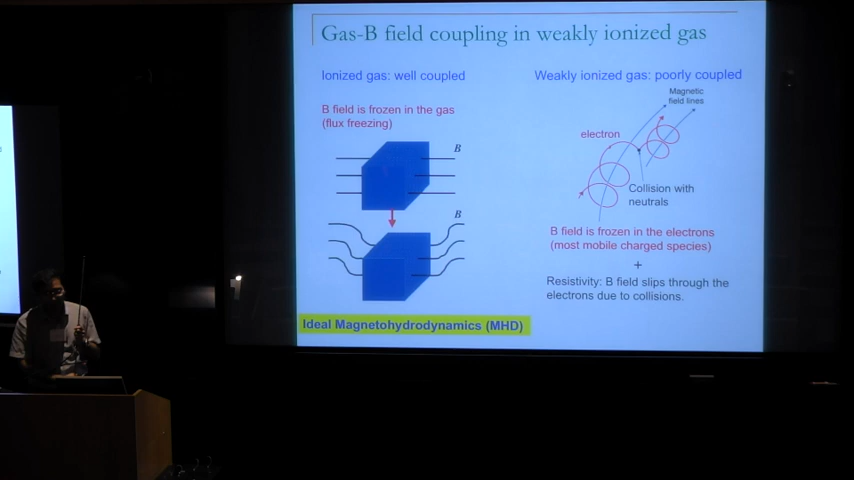 Gas-B field coupling in weakly ionized gas
Ionized gas: well coupled
B field is frozen in the gas
(flux freezing)
B
B
Ideal Magnetohydrodynamics (MHD)
Weakly ionized gas: poorly coupled
Magnetic
field lines
electron
Collision with
neutrals
B field is frozen in the electrons
(most mobile charged species)
+
Resistivity: B field slips through the
electrons due to collisions.